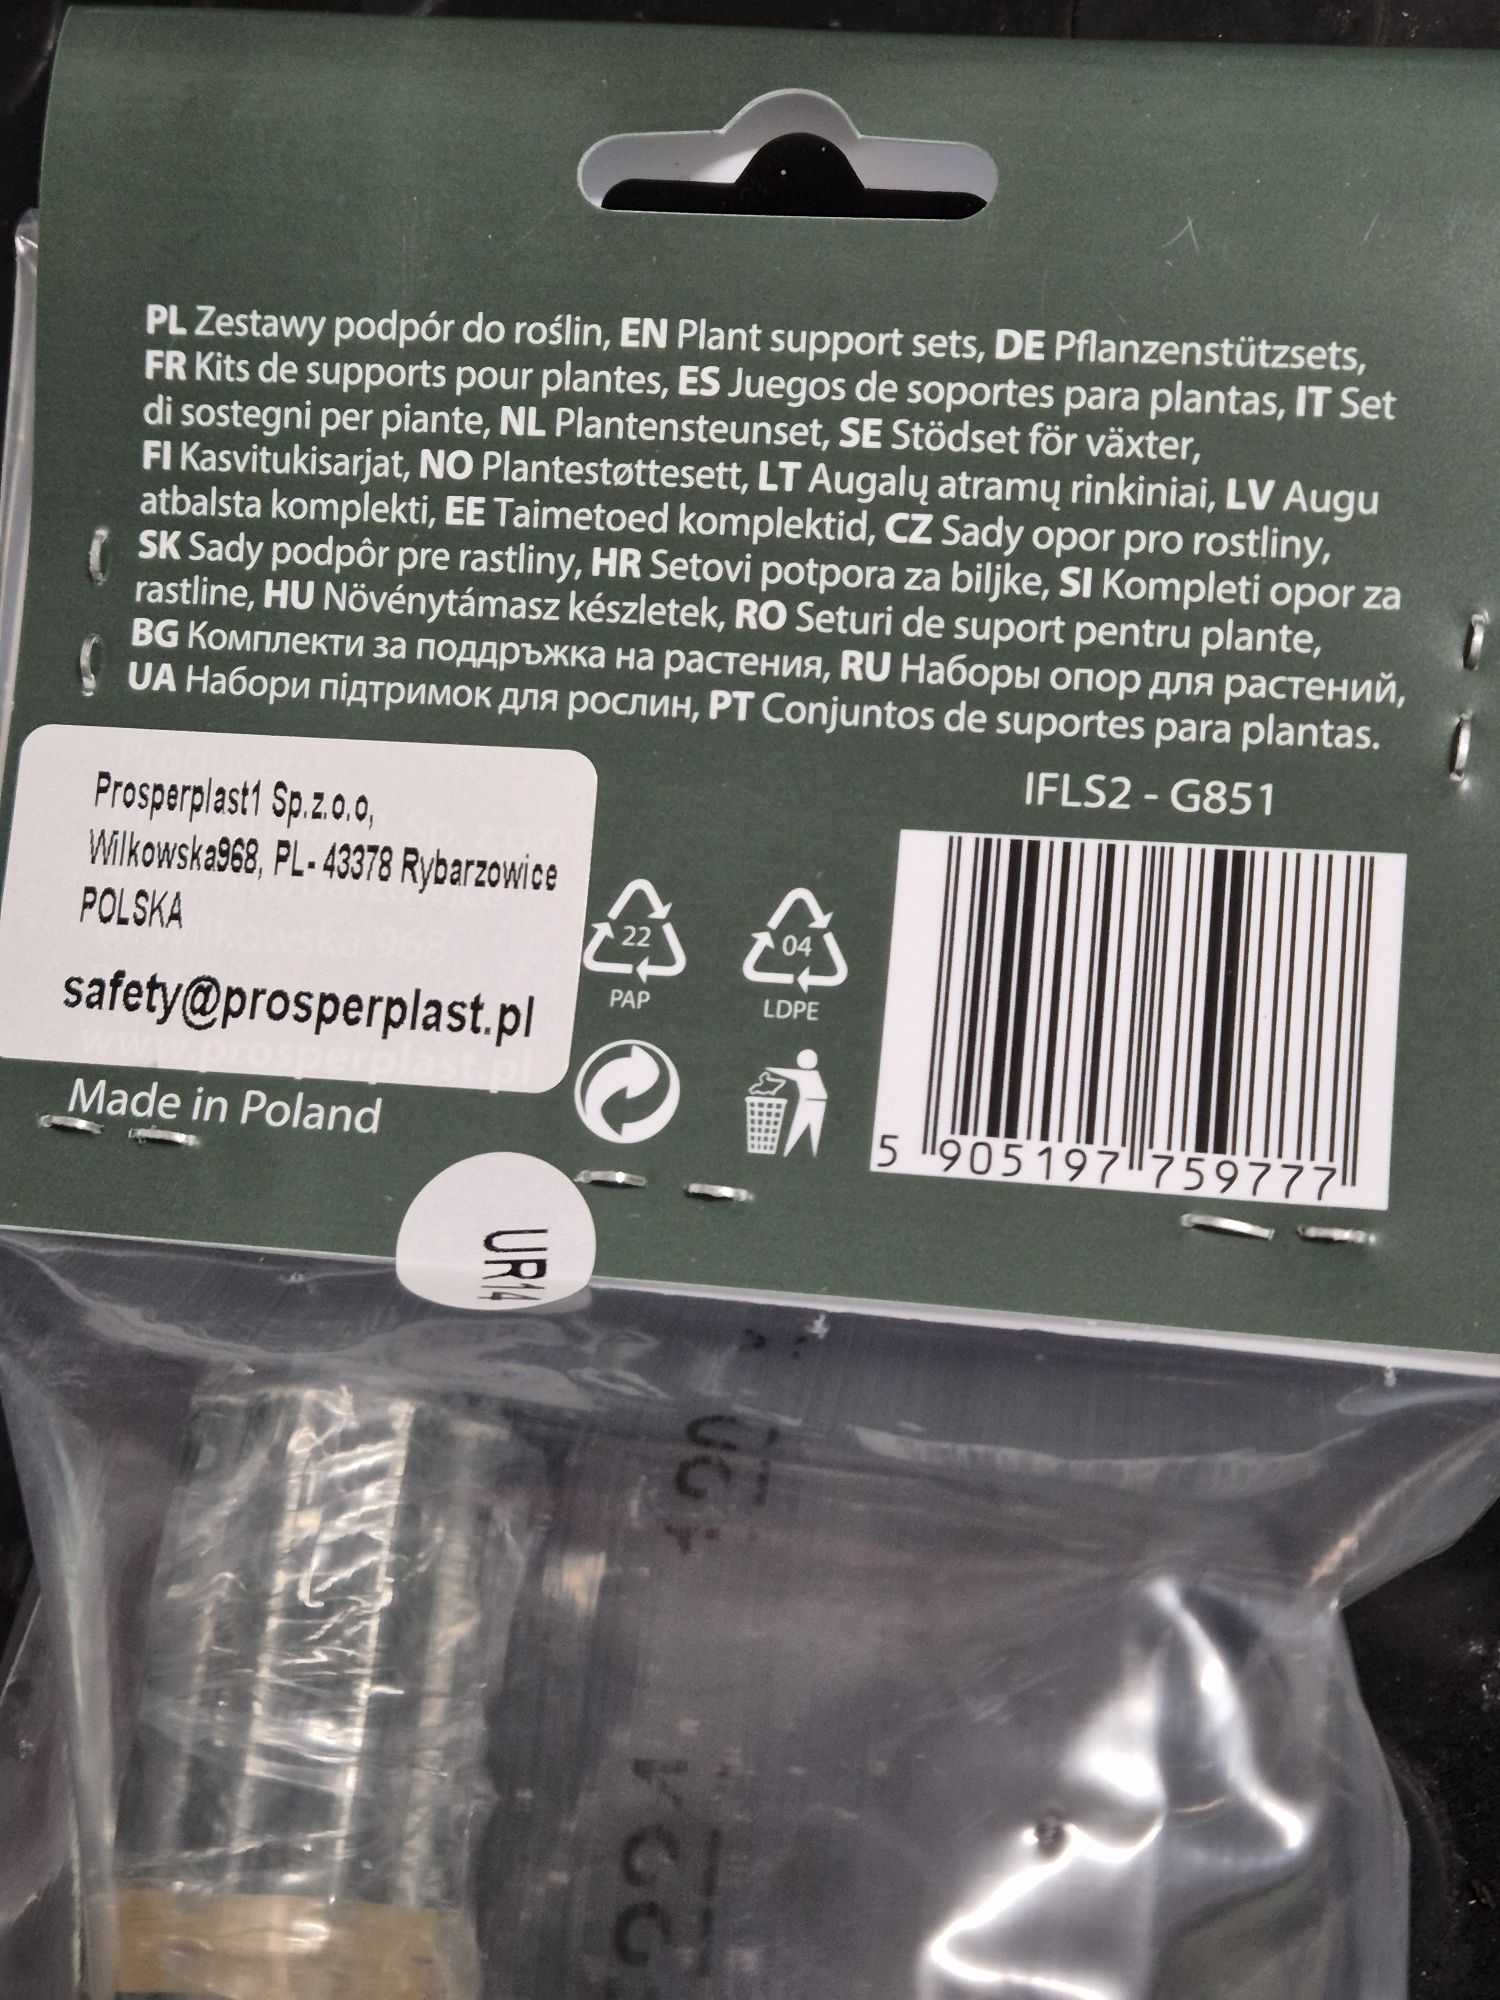 PL Zestawy podpór do roślin, EN Plant support sets, DE Pflanzenstützsets,
FR Kits de supports pour plantes, ES Juegos de soportes para plantas, IT Set
di sostegni per piante, NL Plantensteunset, SE Stödset för växter,
FI Kasvitukisarjat, NO Plantestøttesett, LT Augalų atramų rinkiniai, LV Augu
atbalsta komplekti, EE Taimetoed komplektid, CZ Sady opor pro rostliny,
SK Sady podpôr pre rastliny, HR Setovi potpora za biljke, SI Kompleti opor za
rastline, HU Növénytámasz készletek, RO Seturi de suport pentru plante,
BG Комплекти за поддръжка на растения, RU Наборы опор для растений,
UA Набори підтримок для рослин, PT Conjuntos de suportes para plantas.
IFLS2 - G851
Prosperplast1 Sp.z.o.o,
Wilkowska968, PL- 43378 Rybarzowice
POLSKA
safety@prosperplast.pl
www.prosperplast.pl
Made in Poland
22
PAP
04
LDPE
5 905197 759777
UR14